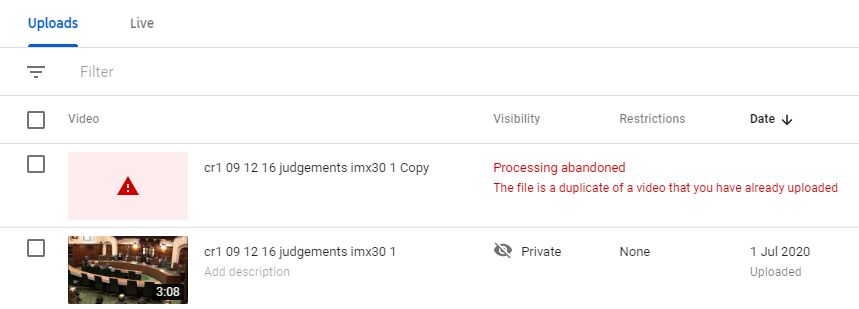 Uploads Live
Filter
Video Visibility Restrictions Date
cr1 09 12 16 judgements imx30 1 Copy Processing abandoned
The file is a duplicate of a video that you have already uploaded
cr1 09 12 16 judgements imx30 1 Private None 1 Jul 2020
Add description Uploaded
3:08